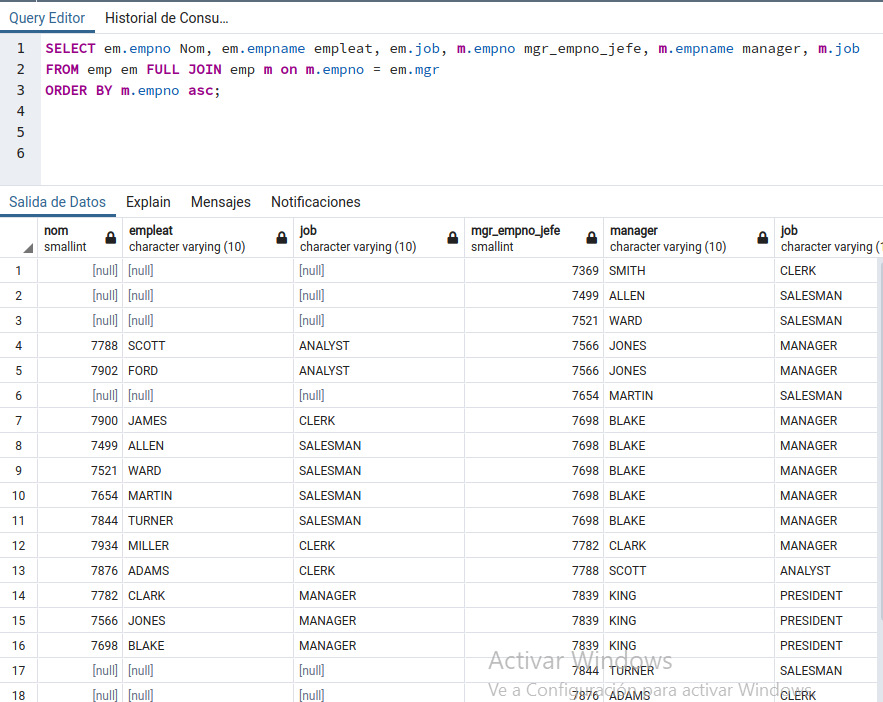 Query Editor Historial de Consu...
1 SELECT em.empno Nom, em.empname empleat, em.job, m.empno mgr_empno_jefe, m.empname manager, m.job
2 FROM emp em FULL JOIN emp m on m.empno = em.mgr
3 ORDER BY m.empno asc;
4
5
6
Salida de Datos Explain Mensajes Notificaciones
nom empleat job mgr_empno_jefe manager job
smallint character varying (10) character varying (10) smallint character varying (10) character varying (1
1 [null] [null] [null] 7369 SMITH CLERK
2 [null] [null] [null] 7499 ALLEN SALESMAN
3 [null] [null] [null] 7521 WARD SALESMAN
4 7788 SCOTT ANALYST 7566 JONES MANAGER
5 7902 FORD ANALYST 7566 JONES MANAGER
6 [null] [null] [null] 7654 MARTIN SALESMAN
7 7900 JAMES CLERK 7698 BLAKE MANAGER
8 7499 ALLEN SALESMAN 7698 BLAKE MANAGER
9 7521 WARD SALESMAN 7698 BLAKE MANAGER
10 7654 MARTIN SALESMAN 7698 BLAKE MANAGER
11 7844 TURNER SALESMAN 7698 BLAKE MANAGER
12 7934 MILLER CLERK 7782 CLARK MANAGER
13 7876 ADAMS CLERK 7788 SCOTT ANALYST
14 7782 CLARK MANAGER 7839 KING PRESIDENT
15 7566 JONES MANAGER 7839 KING PRESIDENT
16 7698 BLAKE MANAGER 7839 KING PRESIDENT
Activar Windows
17 [null] [null] [null] 7844 TURNER SALESMAN
Ve a Configuración para activar Windows.
18 [null] [null] [null] 7876 ADAMS CLERK